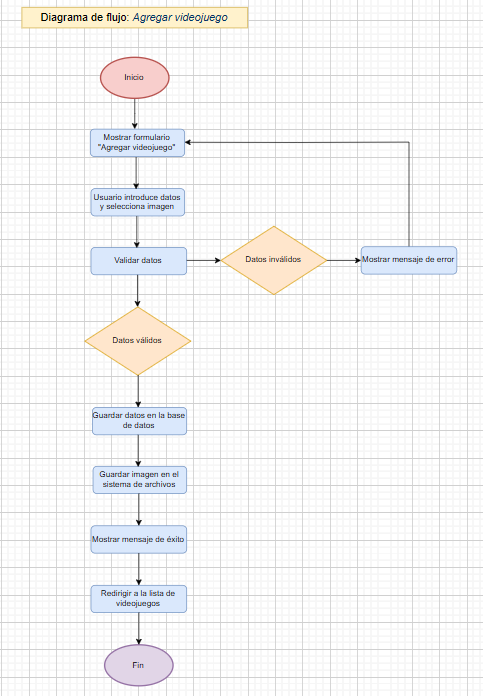 Diagrama de flujo: Agregar videojuego
Inicio
Mostrar formulario
"Agregar videojuego"
Usuario introduce datos
y selecciona imagen
Validar datos
Datos inválidos
Mostrar mensaje de error
Datos válidos
Guardar datos en la base
de datos
Guardar imagen en el
sistema de archivos
Mostrar mensaje de éxito
Redirigir a la lista de
videojuegos
Fin